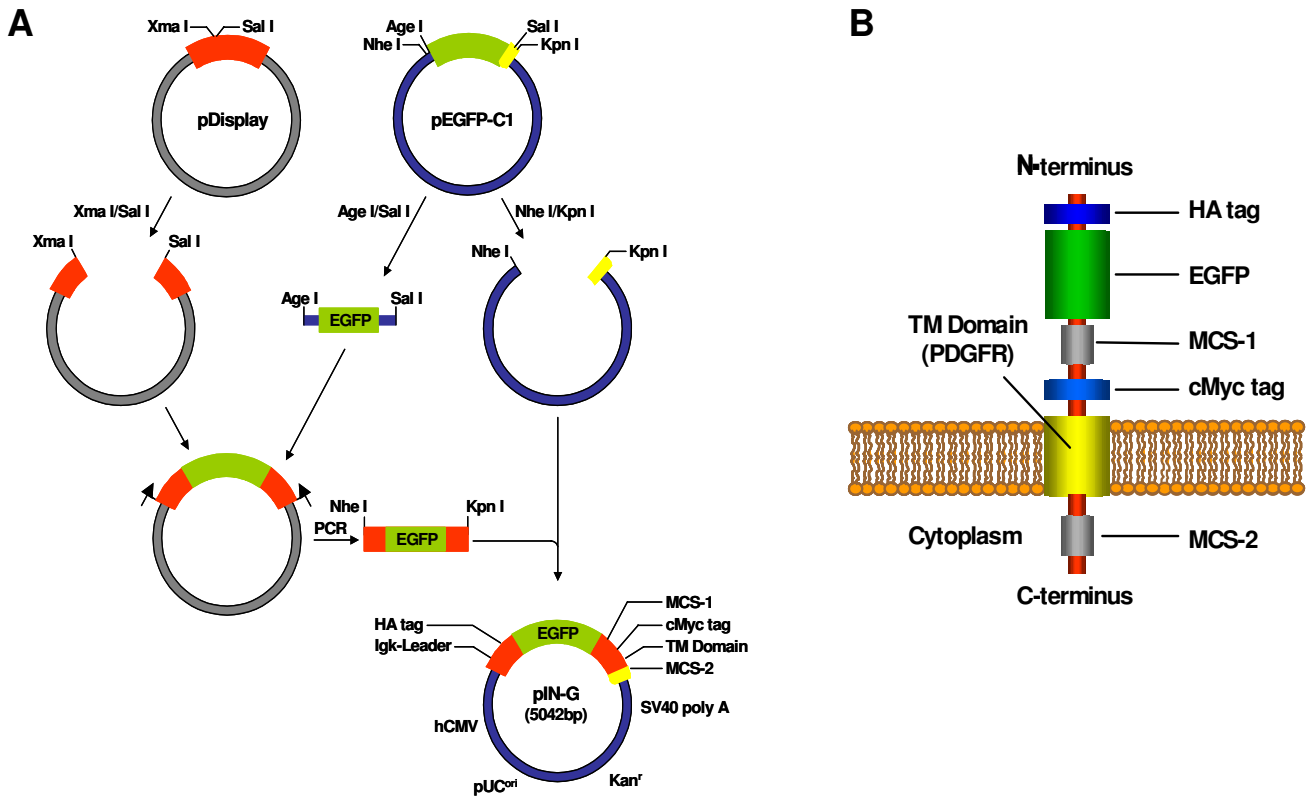 A
Xma I
Sal I
pDisplay
Age I
Nhe I
Sal I
Kpn I
pEGFP-C1
Xma I/Sal I
Age I/Sal I
Nhe I/Kpn I
Xma I
Sal I
Age I
Sal I
EGFP
Nhe I
Kpn I
PCR
Nhe I
Kpn I
EGFP
HA tag
Igk-Leader
EGFP
MCS-1
cMyc tag
TM Domain
MCS-2
pIN-G
(5042bp)
hCMV
SV40 poly A
pUCori
Kanr
B
N-terminus
HA tag
EGFP
TM Domain
(PDGFR)
MCS-1
cMyc tag
Cytoplasm
MCS-2
C-terminus